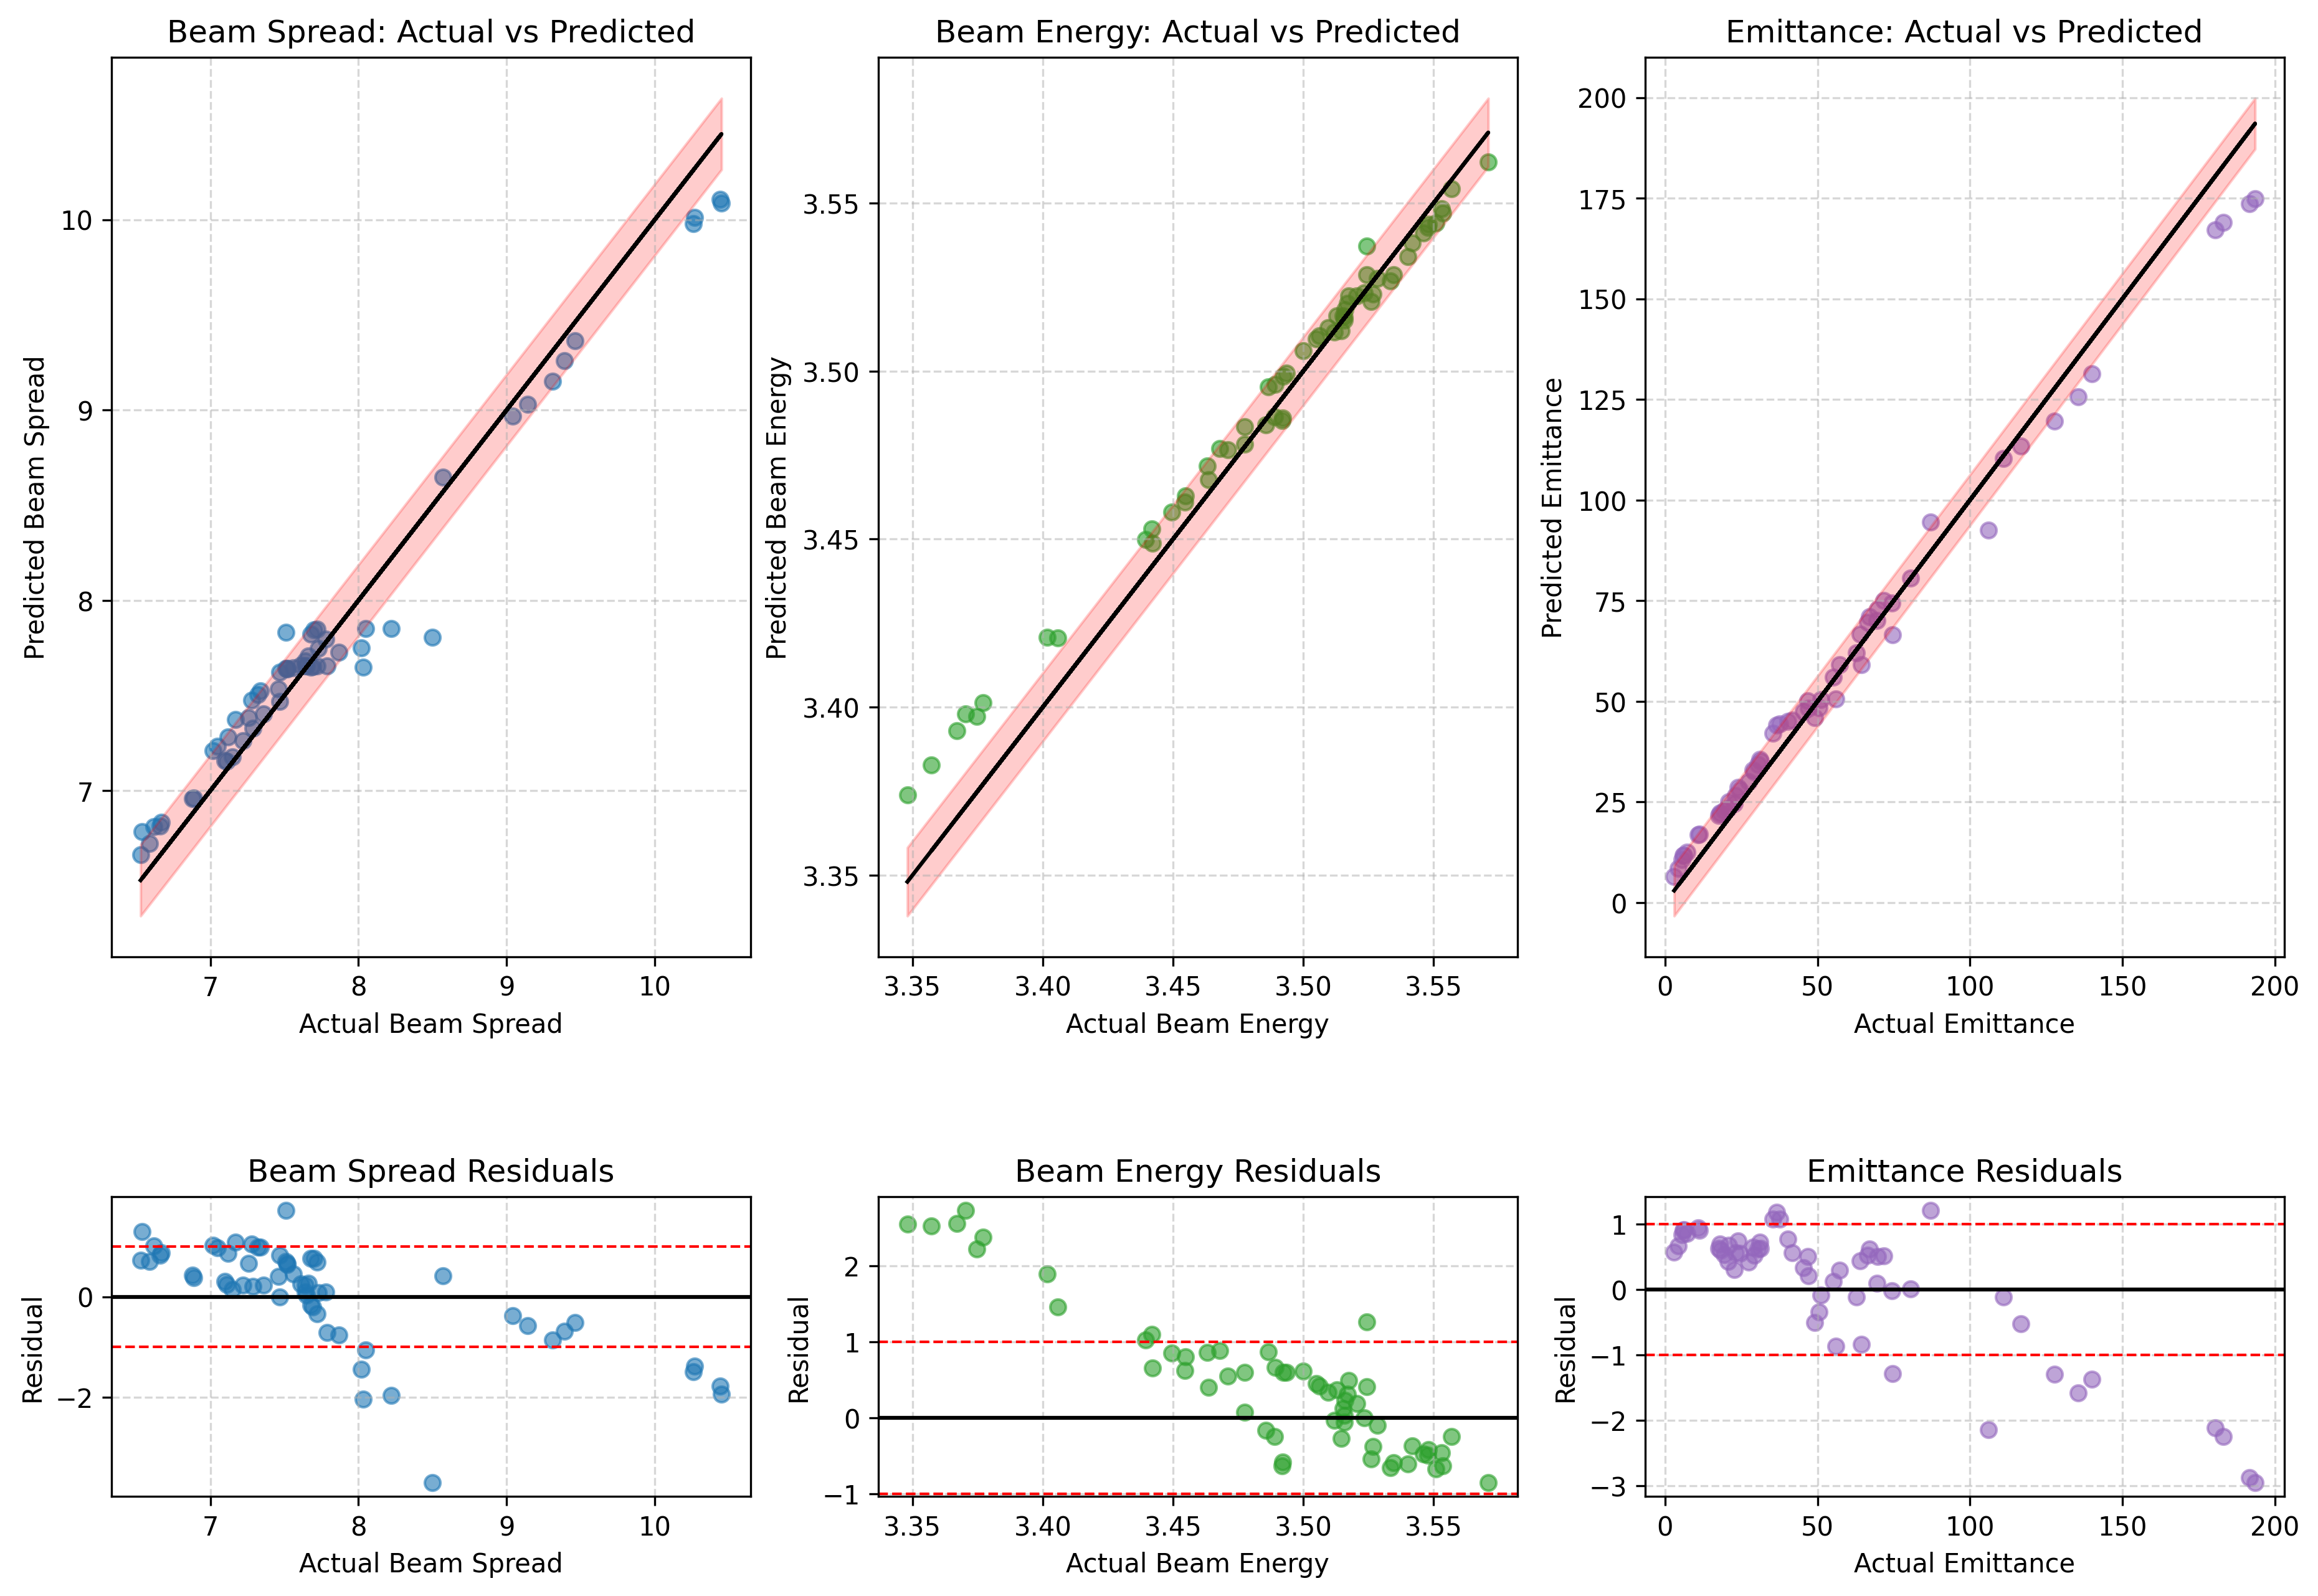 Beam Spread: Actual vs Predicted
Predicted Beam Spread
10
9
8
7
7 8 9 10
Actual Beam Spread
Beam Energy: Actual vs Predicted
Predicted Beam Energy
3.55
3.50
3.45
3.40
3.35
3.35 3.40 3.45 3.50 3.55
Actual Beam Energy
Emittance: Actual vs Predicted
Predicted Emittance
200
175
150
125
100
75
50
25
0
0 50 100 150 200
Actual Emittance
Beam Spread Residuals
Residual
0
−2
7 8 9 10
Actual Beam Spread
Beam Energy Residuals
Residual
2
1
0
−1
3.35 3.40 3.45 3.50 3.55
Actual Beam Energy
Emittance Residuals
Residual
1
0
−1
−2
−3
0 50 100 150 200
Actual Emittance